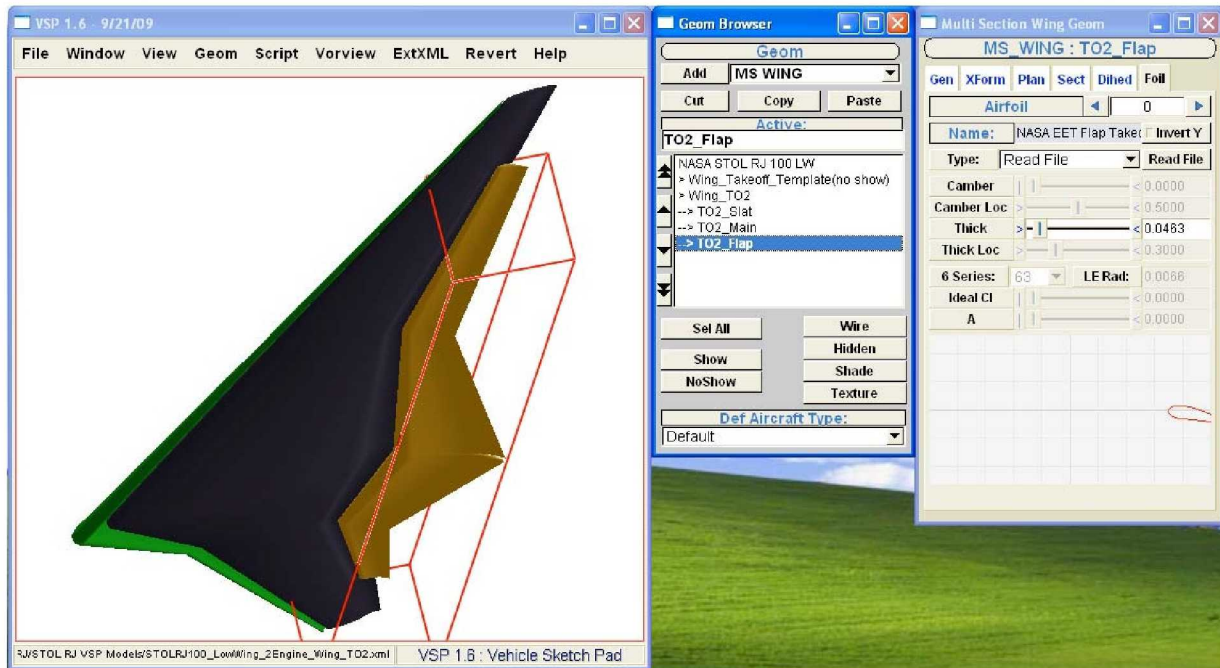 VSP 1.6 - 9/21/09
File Window View Geom Script Vorview ExtXML Revert Help
RJ/STOL RJ VSP Models/STOLRJ100_LowWing_2Engine_Wing_TO2.xml
VSP 1.6 : Vehicle Sketch Pad
Geom Browser
Geom
Add MS WING
Cut Copy Paste
Active:
TO2_Flap
NASA STOL RJ 100 LW
> Wing_Takeoff_Template(no show)
> Wing_TO2
--> TO2_Slat
--> TO2_Main
--> TO2_Flap
Sel All
Show
NoShow
Wire
Hidden
Shade
Texture
Def Aircraft Type:
Default
Multi Section Wing Geom
MS_WING : TO2_Flap
Gen XForm Plan Sect Dihed Foil
Airfoil 0
Name: NASA EET Flap Takeo Invert Y
Type: Read File Read File
Camber 0.0000
Camber Loc > < 0.5000
Thick > < 0.0463
Thick Loc > < 0.3000
6 Series: 63 LE Rad: 0.0066
Ideal Cl < 0.0000
A < 0.0000